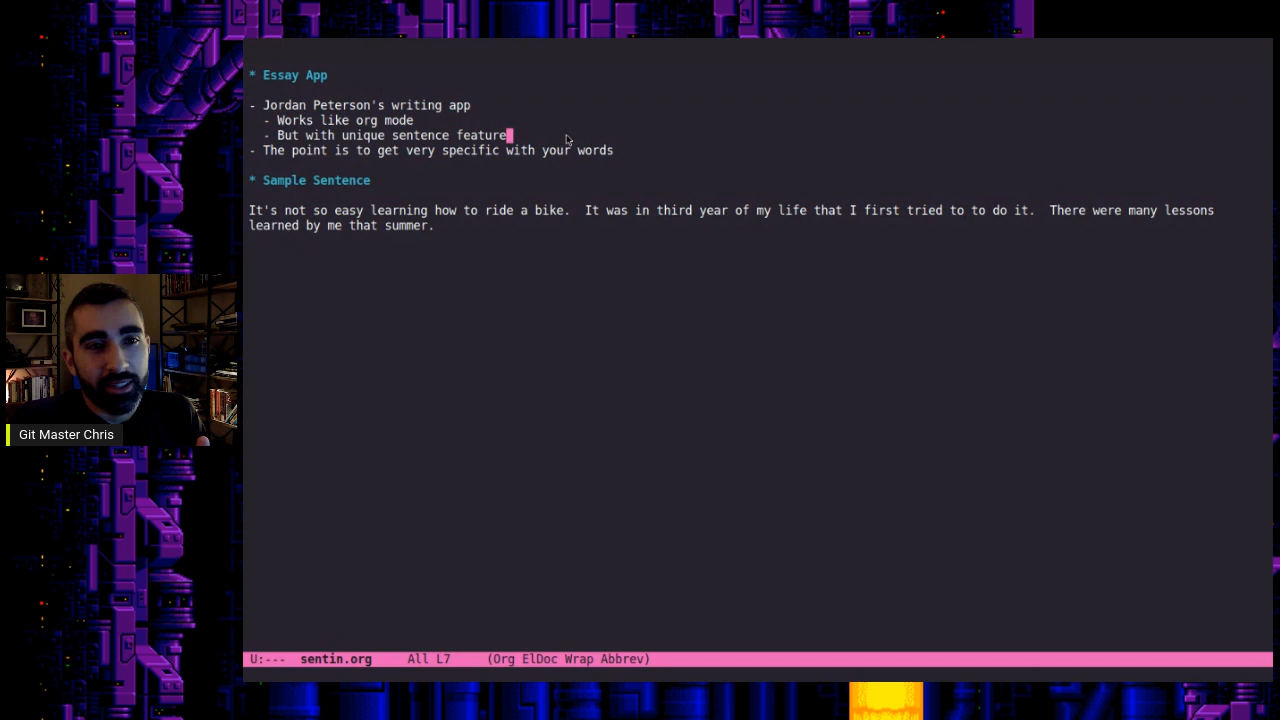 * Essay App
- Jordan Peterson's writing app
- Works like org mode
- But with unique sentence feature
- The point is to get very specific with your words
* Sample Sentence
It's not so easy learning how to ride a bike.  It was in third year of my life that I first tried to to do it.  There were many lessons
learned by me that summer.
Git Master Chris
U:---  sentin.org     All L7     (Org ElDoc Wrap Abbrev)